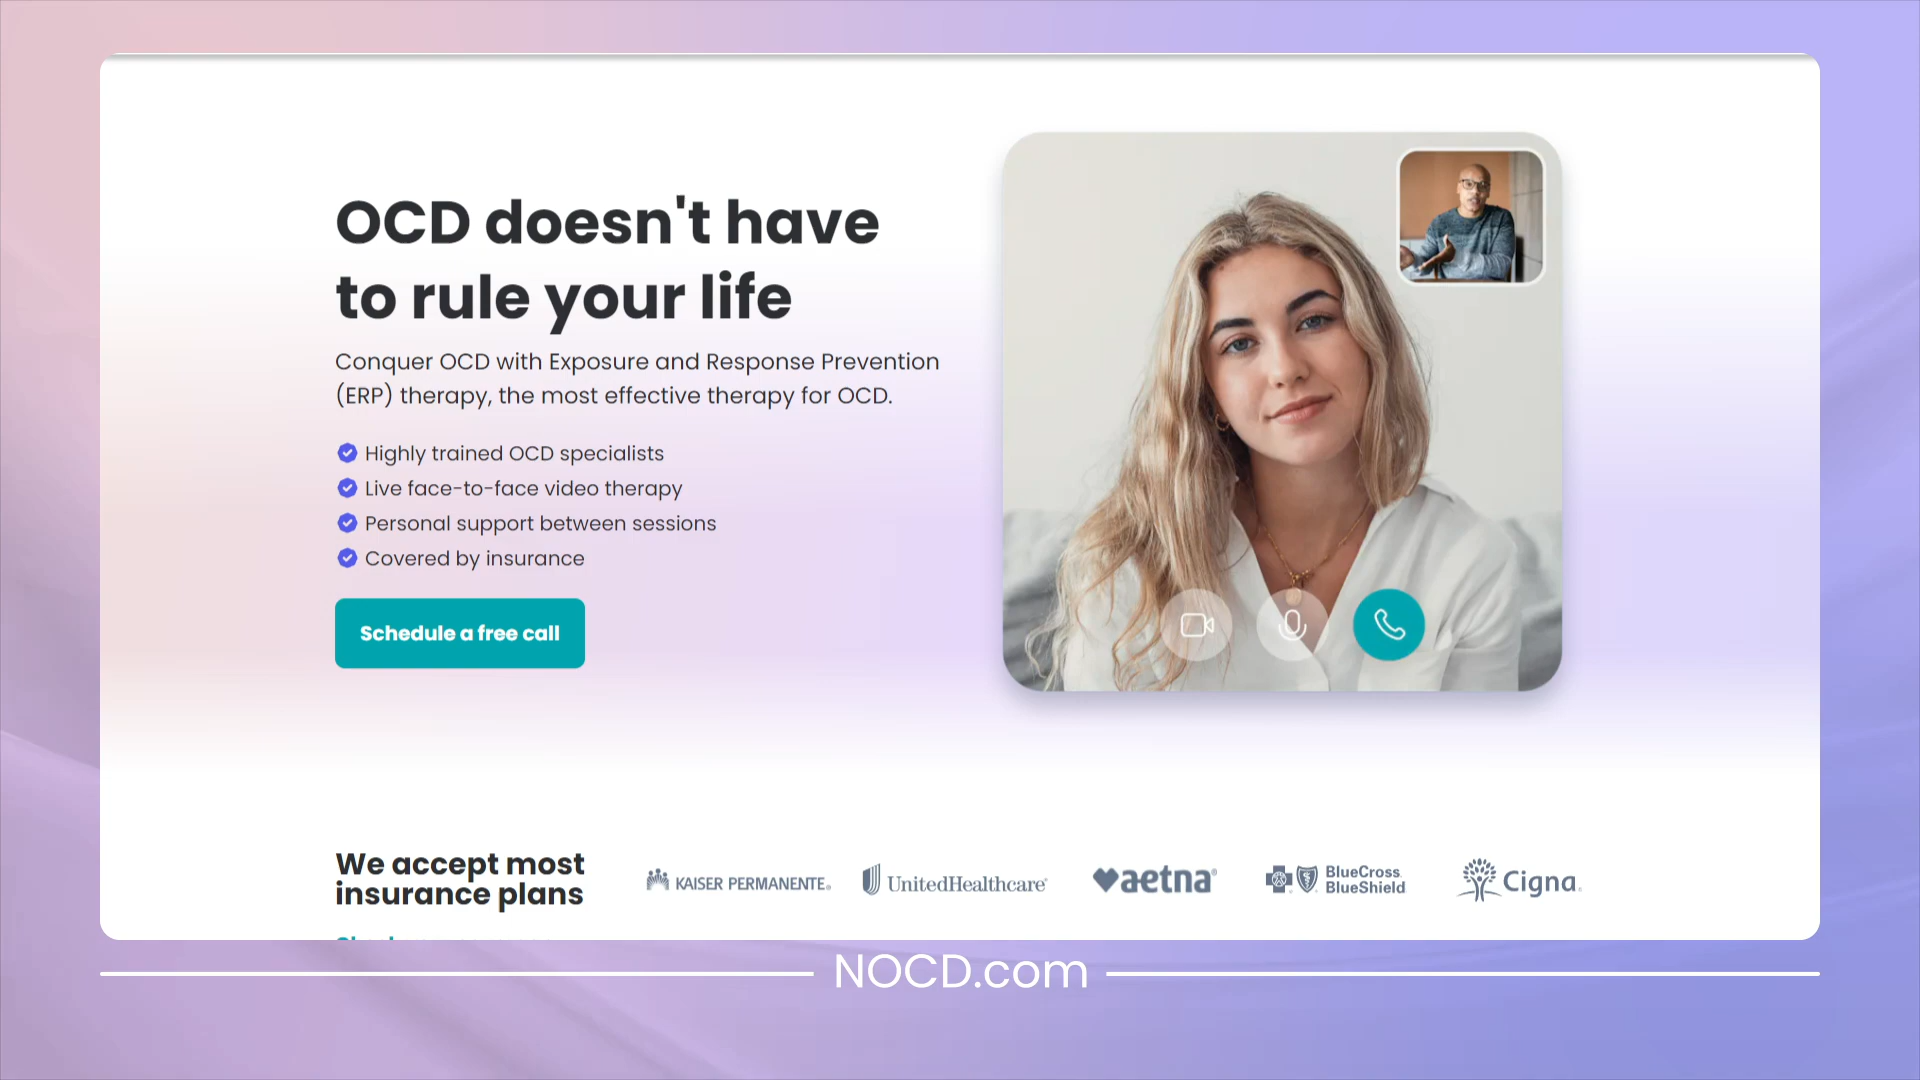 OCD doesn't have
to rule your life
Conquer OCD with Exposure and Response Prevention
(ERP) therapy, the most effective therapy for OCD.
Highly trained OCD specialists
Live face-to-face video therapy
Personal support between sessions
Covered by insurance
Schedule a free call
We accept most
insurance plans
KAISER PERMANENTE®
UnitedHealthcare®
aetna®
BlueCross
BlueShield
Cigna
NOCD.com